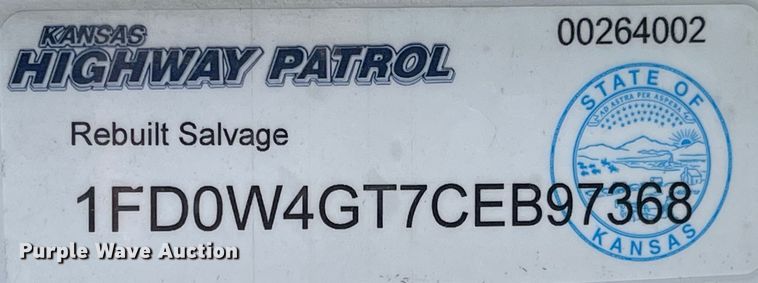 KANSAS
HIGHWAY PATROL
00264002
STATE OF
AD ASTRA PER ASPERA
Rebuilt Salvage
1FD0W4GT7CEB97368
KANSAS
Purple Wave Auction